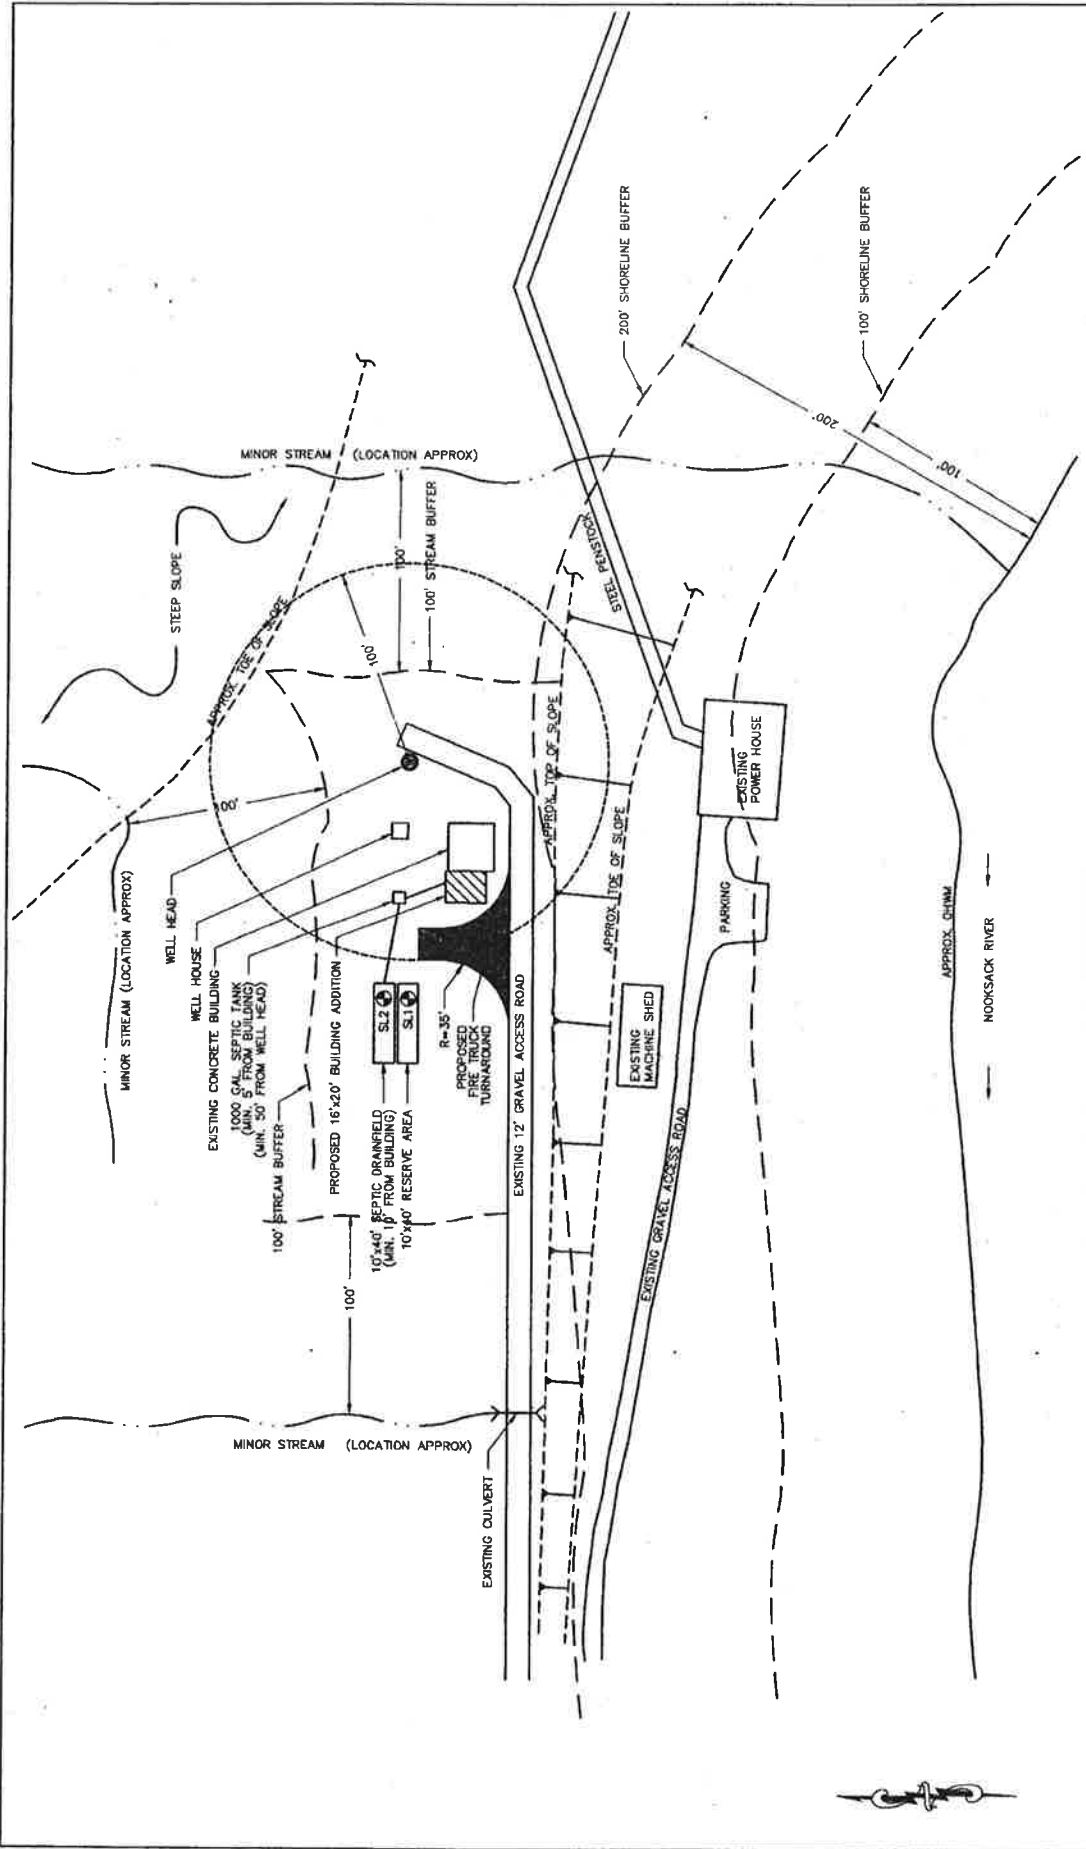 MINOR STREAM (LOCATION APPROX)
STEEP SLOPE
APPROX. TOE OF SLOPE
100'
100'
100' STREAM BUFFER
100'
MINOR STREAM (LOCATION APPROX)
WELL HEAD
WELL HOUSE
EXISTING CONCRETE BUILDING
1000 GAL. SEPTIC TANK
(MIN. 5' FROM BUILDING)
(MIN. 50' FROM WELL HEAD)
100' STREAM BUFFER
PROPOSED 16'x20' BUILDING ADDITION
10'x40' SEPTIC DRAINFIELD
(MIN. 10' FROM BUILDING)
10'x40' RESERVE AREA
SL2
SL1
R=35'
PROPOSED
FIRE TRUCK
TURNAROUND
100'
MINOR STREAM (LOCATION APPROX)
EXISTING CULVERT
EXISTING 12' GRAVEL ACCESS ROAD
APPROX. TOP OF SLOPE
APPROX. TOE OF SLOPE
STEEL PENSTOCK
200' SHORELINE BUFFER
100' SHORELINE BUFFER
200'
100'
EXISTING
POWER HOUSE
PARKING
EXISTING
MACHINE SHED
EXISTING GRAVEL ACCESS ROAD
APPROX. OHWM
NOOKSACK RIVER